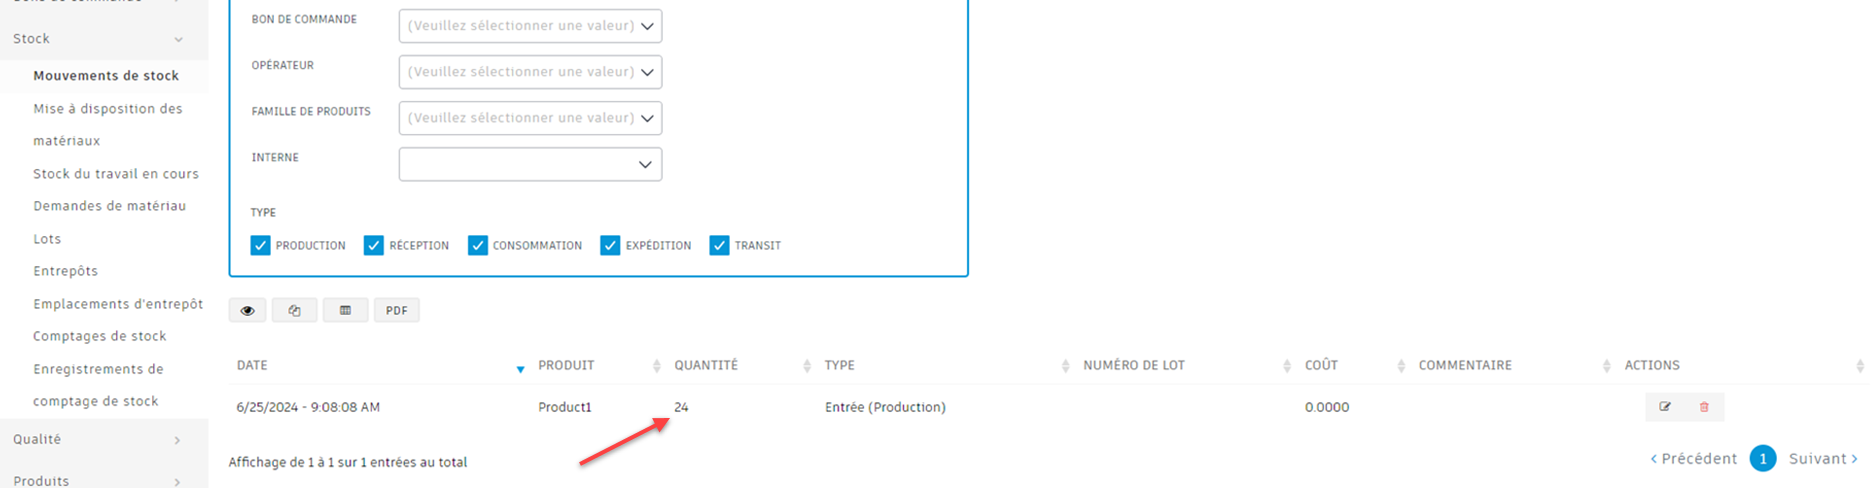 Stock
Mouvements de stock
Mise à disposition des
matériaux
Stock du travail en cours
Demandes de matériau
Lots
Entrepôts
Emplacements d'entrepôt
Comptages de stock
Enregistrements de
comptage de stock
Qualité
Produits
BON DE COMMANDE (Veuillez sélectionner une valeur)
OPÉRATEUR (Veuillez sélectionner une valeur)
FAMILLE DE PRODUITS (Veuillez sélectionner une valeur)
INTERNE
TYPE
PRODUCTION RÉCEPTION CONSOMMATION EXPÉDITION TRANSIT
PDF
DATE PRODUIT QUANTITÉ TYPE NUMÉRO DE LOT COÛT COMMENTAIRE ACTIONS
6/25/2024 - 9:08:08 AM Product1 24 Entrée (Production) 0.0000
Affichage de 1 à 1 sur 1 entrées au total
Précédent 1 Suivant